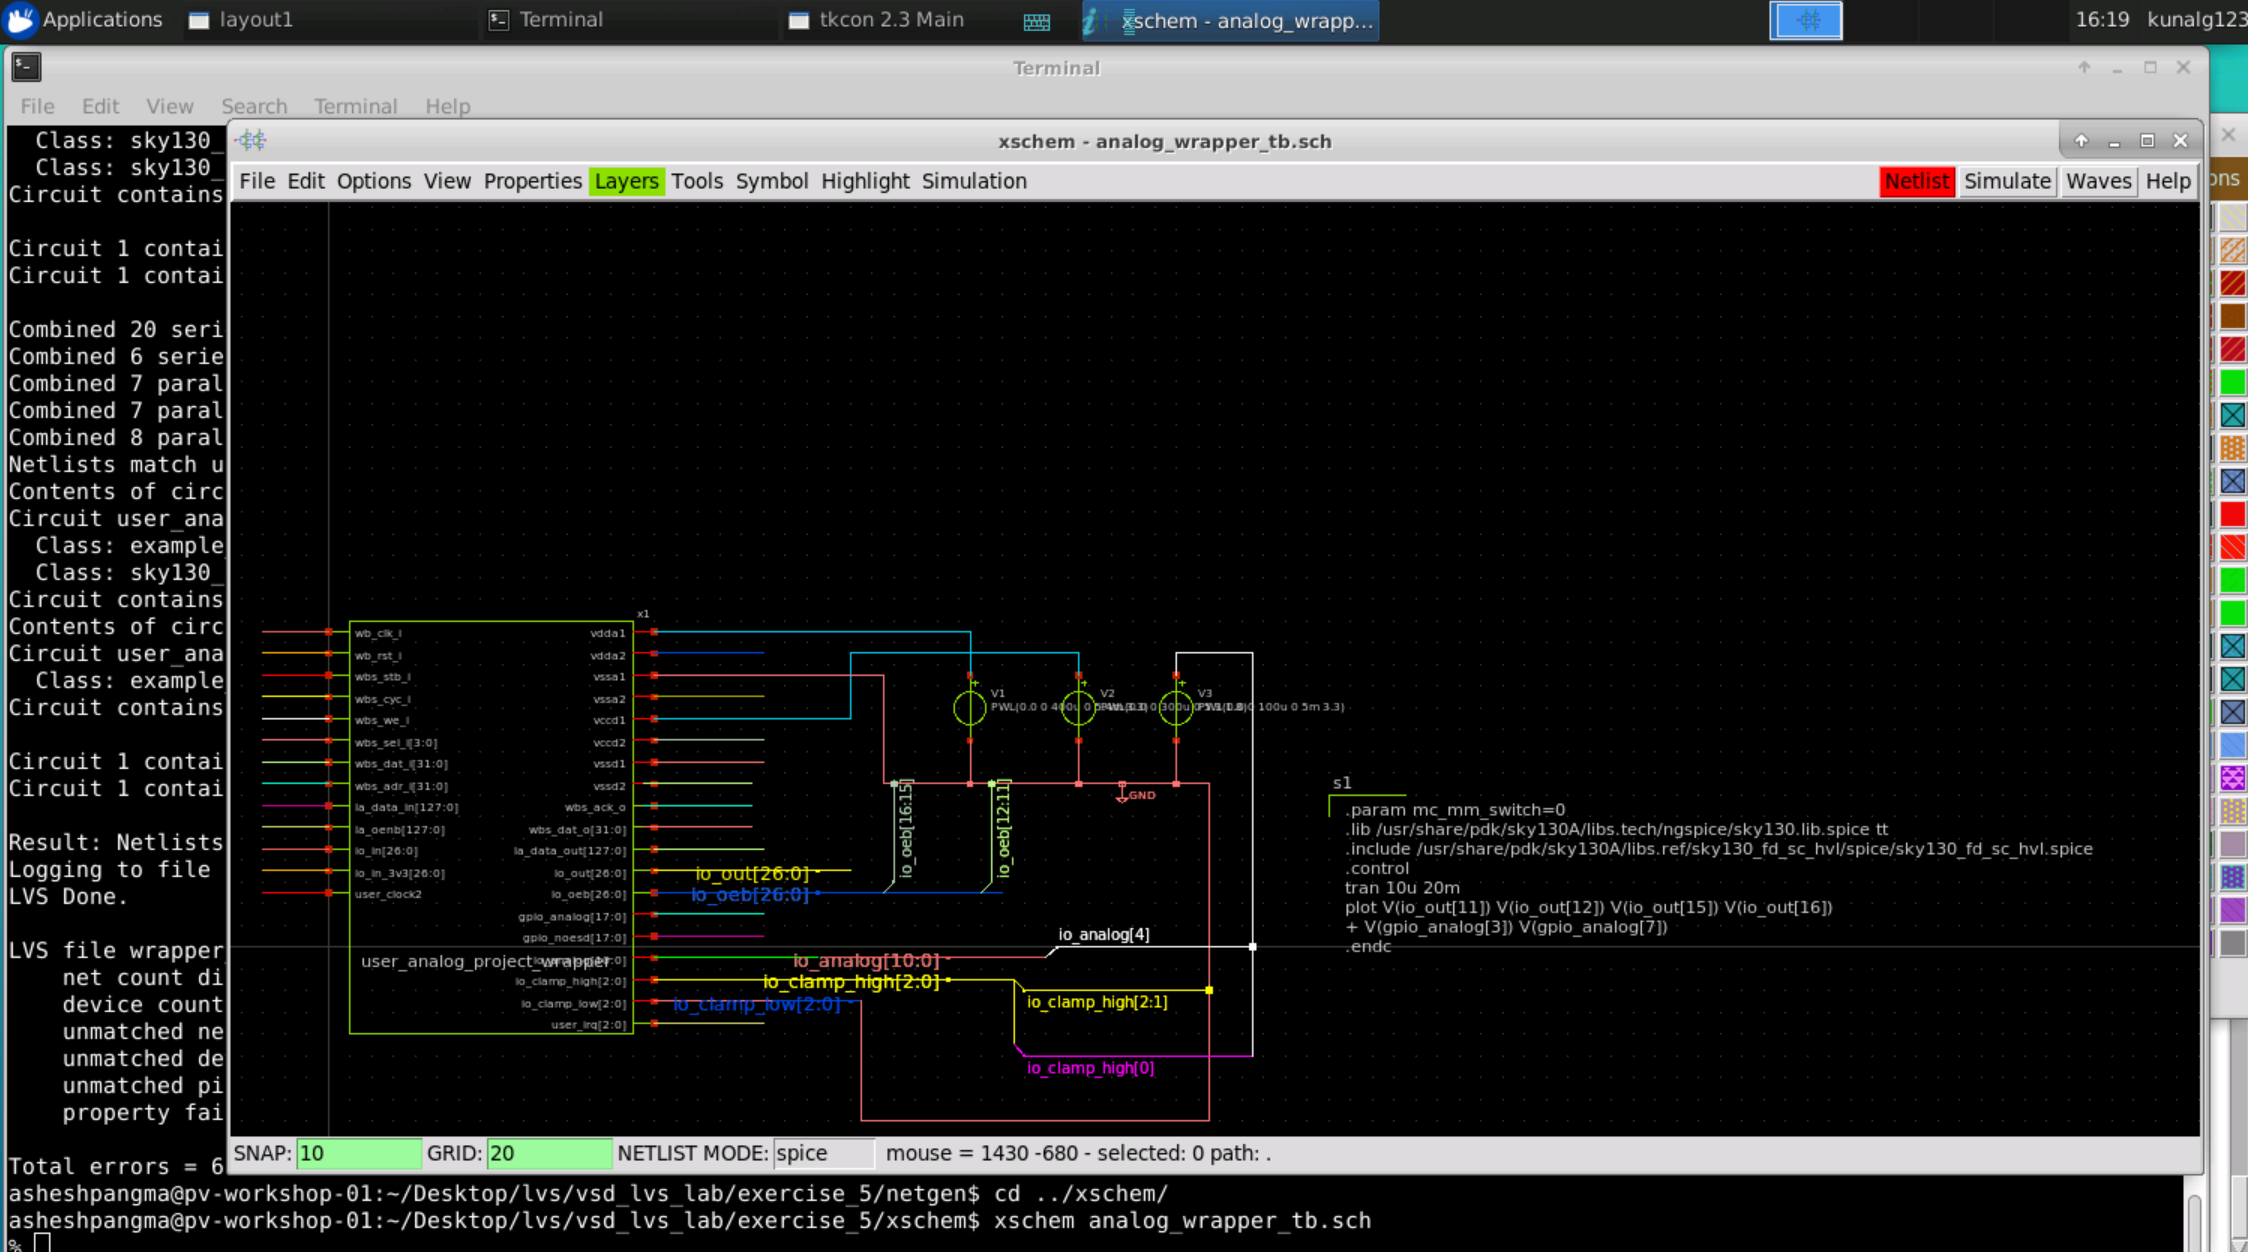 Applications
layout1
Terminal
tkcon 2.3 Main
xschem - analog_wrapp...
16:19
kunalg123
Terminal
File Edit View Search Terminal Help
Class: sky130_
Class: sky130_
Circuit contains
Circuit 1 contai
Circuit 1 contai
Combined 20 seri
Combined 6 serie
Combined 7 paral
Combined 7 paral
Combined 8 paral
Netlists match u
Contents of circ
Circuit user_ana
Class: example
Class: sky130_
Circuit contains
Contents of circ
Circuit user_ana
Class: example
Circuit contains
Circuit 1 contai
Circuit 1 contai
Result: Netlists
Logging to file
LVS Done.
LVS file wrapper
net count di
device count
unmatched ne
unmatched de
unmatched pi
property fai
Total errors = 6
xschem - analog_wrapper_tb.sch
File Edit Options View Properties Layers Tools Symbol Highlight Simulation
Netlist Simulate Waves Help
ons
x1
wb_clk_i
wb_rst_i
wbs_stb_i
wbs_cyc_i
wbs_we_i
wbs_sel_i[3:0]
wbs_dat_i[31:0]
wbs_adr_i[31:0]
la_data_in[127:0]
la_oenb[127:0]
io_in[26:0]
io_in_3v3[26:0]
user_clock2
vdda1
vdda2
vssa1
vssa2
vccd1
vccd2
vssd1
vssd2
wbs_ack_o
wbs_dat_o[31:0]
la_data_out[127:0]
io_out[26:0]
io_oeb[26:0]
gpio_analog[17:0]
gpio_noesd[17:0]
user_analog_project_wrapper
io_clamp_high[2:0]
io_clamp_low[2:0]
user_irq[2:0]
V1
V2
V3
PWL(0.0 0 400u 0
100u 0 5m 3.3)
GND
io_out[26:0]
io_oeb[26:0]
io_oeb[16:15]
io_oeb[12:11]
io_analog[4]
io_analog[10:0]
io_clamp_high[2:0]
io_clamp_low[2:0]
io_clamp_high[2:1]
io_clamp_high[0]
s1
.param mc_mm_switch=0
.lib /usr/share/pdk/sky130A/libs.tech/ngspice/sky130.lib.spice tt
.include /usr/share/pdk/sky130A/libs.ref/sky130_fd_sc_hvl/spice/sky130_fd_sc_hvl.spice
.control
tran 10u 20m
plot V(io_out[11]) V(io_out[12]) V(io_out[15]) V(io_out[16])
+ V(gpio_analog[3]) V(gpio_analog[7])
.endc
SNAP: 10 GRID: 20 NETLIST MODE: spice mouse = 1430 -680 - selected: 0 path: .
asheshpangma@pv-workshop-01:~/Desktop/lvs/vsd_lvs_lab/exercise_5/netgen$ cd ../xschem/
asheshpangma@pv-workshop-01:~/Desktop/lvs/vsd_lvs_lab/exercise_5/xschem$ xschem analog_wrapper_tb.sch
%